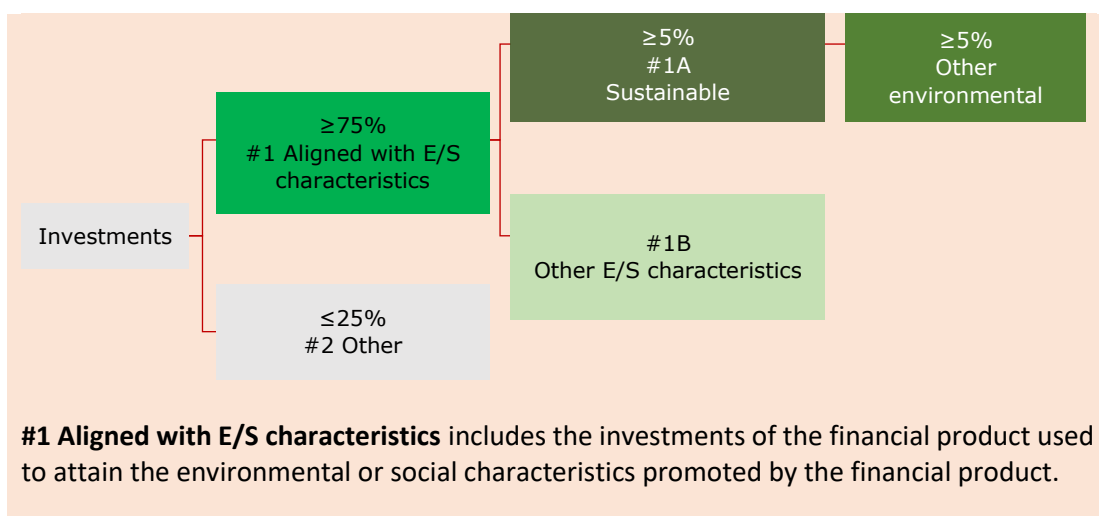 Investments
≥75%
#1 Aligned with E/S
characteristics
≤25%
#2 Other
≥5%
#1A
Sustainable
#1B
Other E/S characteristics
≥5%
Other
environmental
#1 Aligned with E/S characteristics includes the investments of the financial product used
to attain the environmental or social characteristics promoted by the financial product.